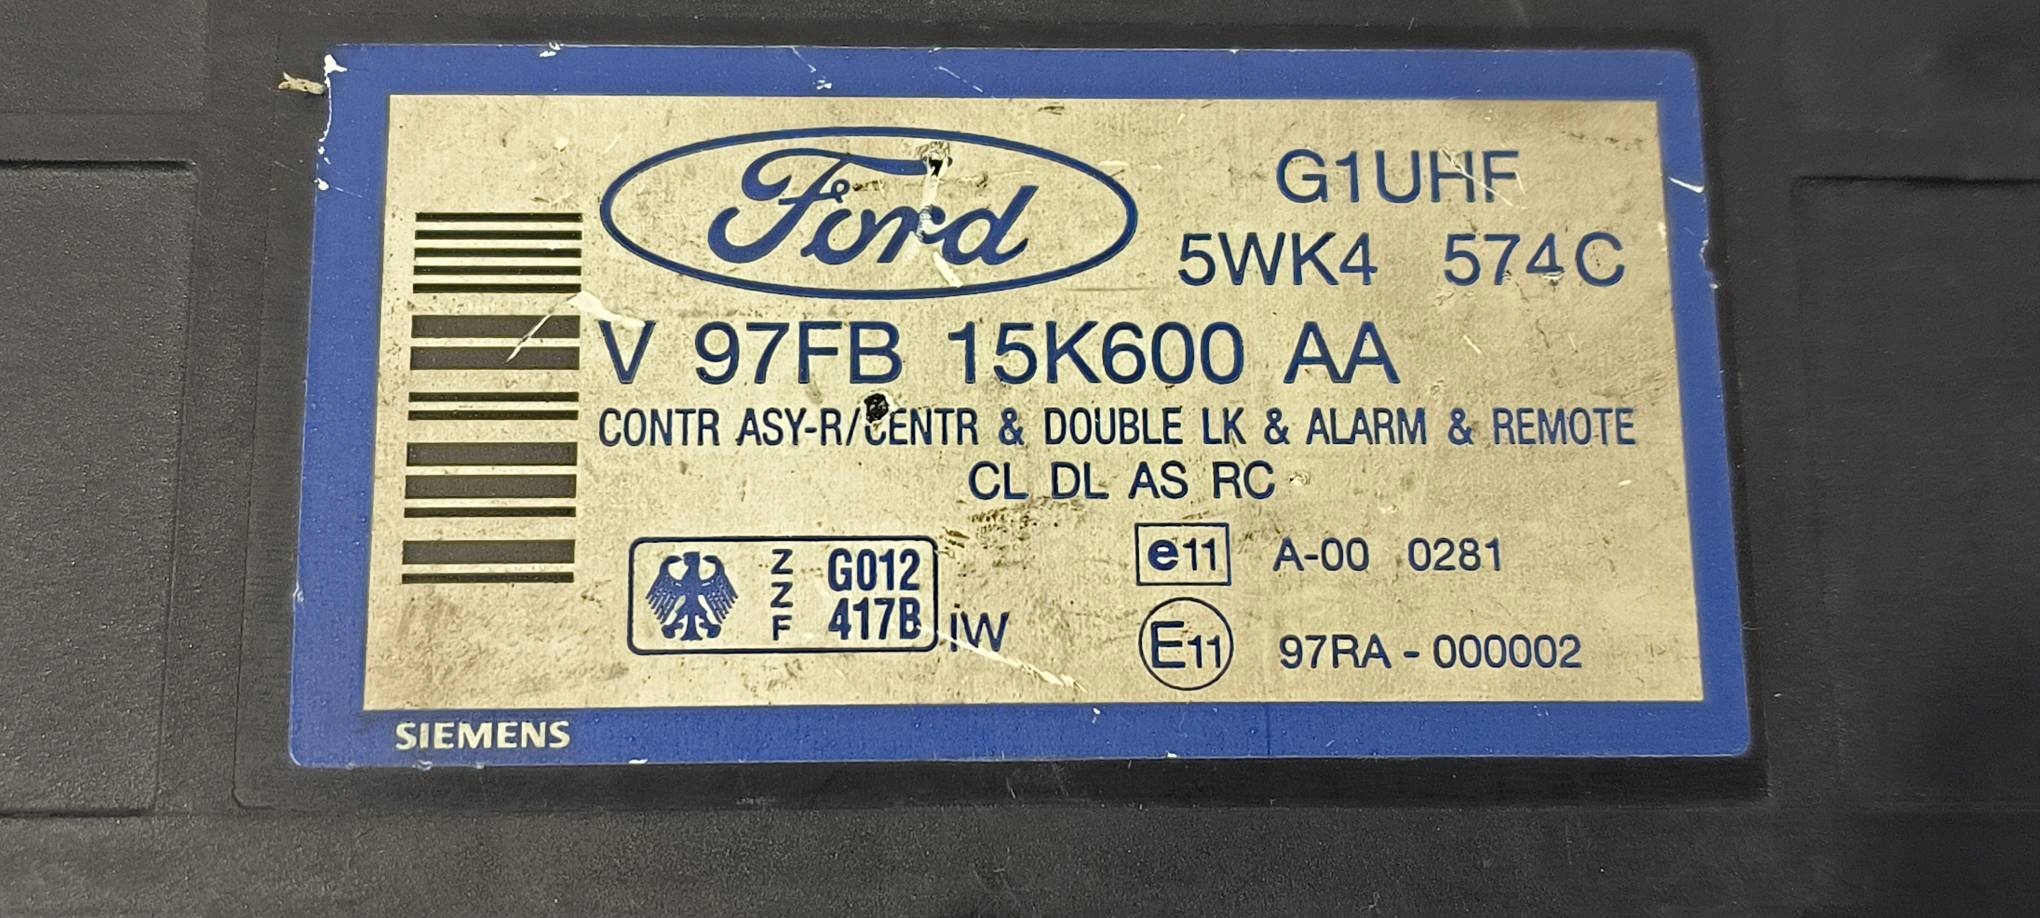 Ford
G1UHF
5WK4 574C
V 97FB 15K600 AA
CONTR ASY-R/CENTR & DOUBLE LK & ALARM & REMOTE
CL DL AS RC
ZZF G012 417B IW
e11 A-00 0281
E11 97RA - 000002
SIEMENS